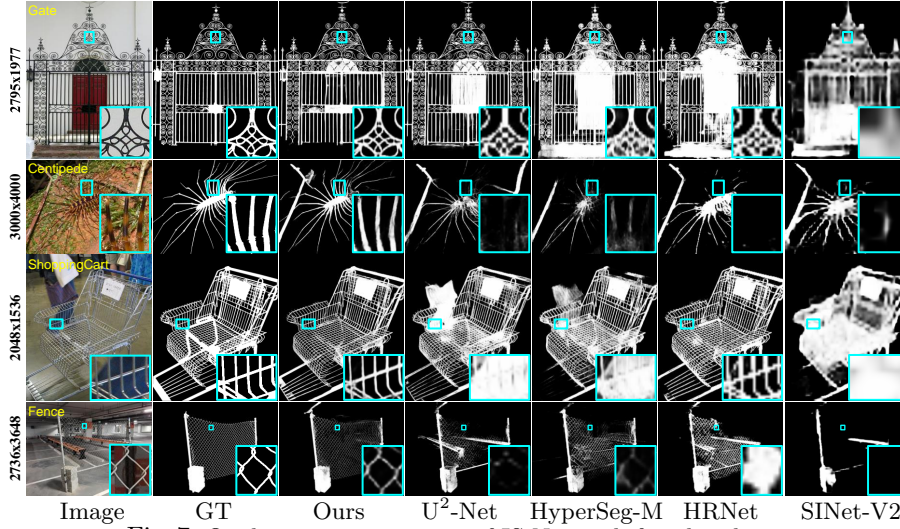 Gate
2795x1977
Centipede
3000x4000
ShoppingCart
2048x1536
Fence
2736x3648
Image GT Ours U²-Net HyperSeg-M HRNet SINet-V2